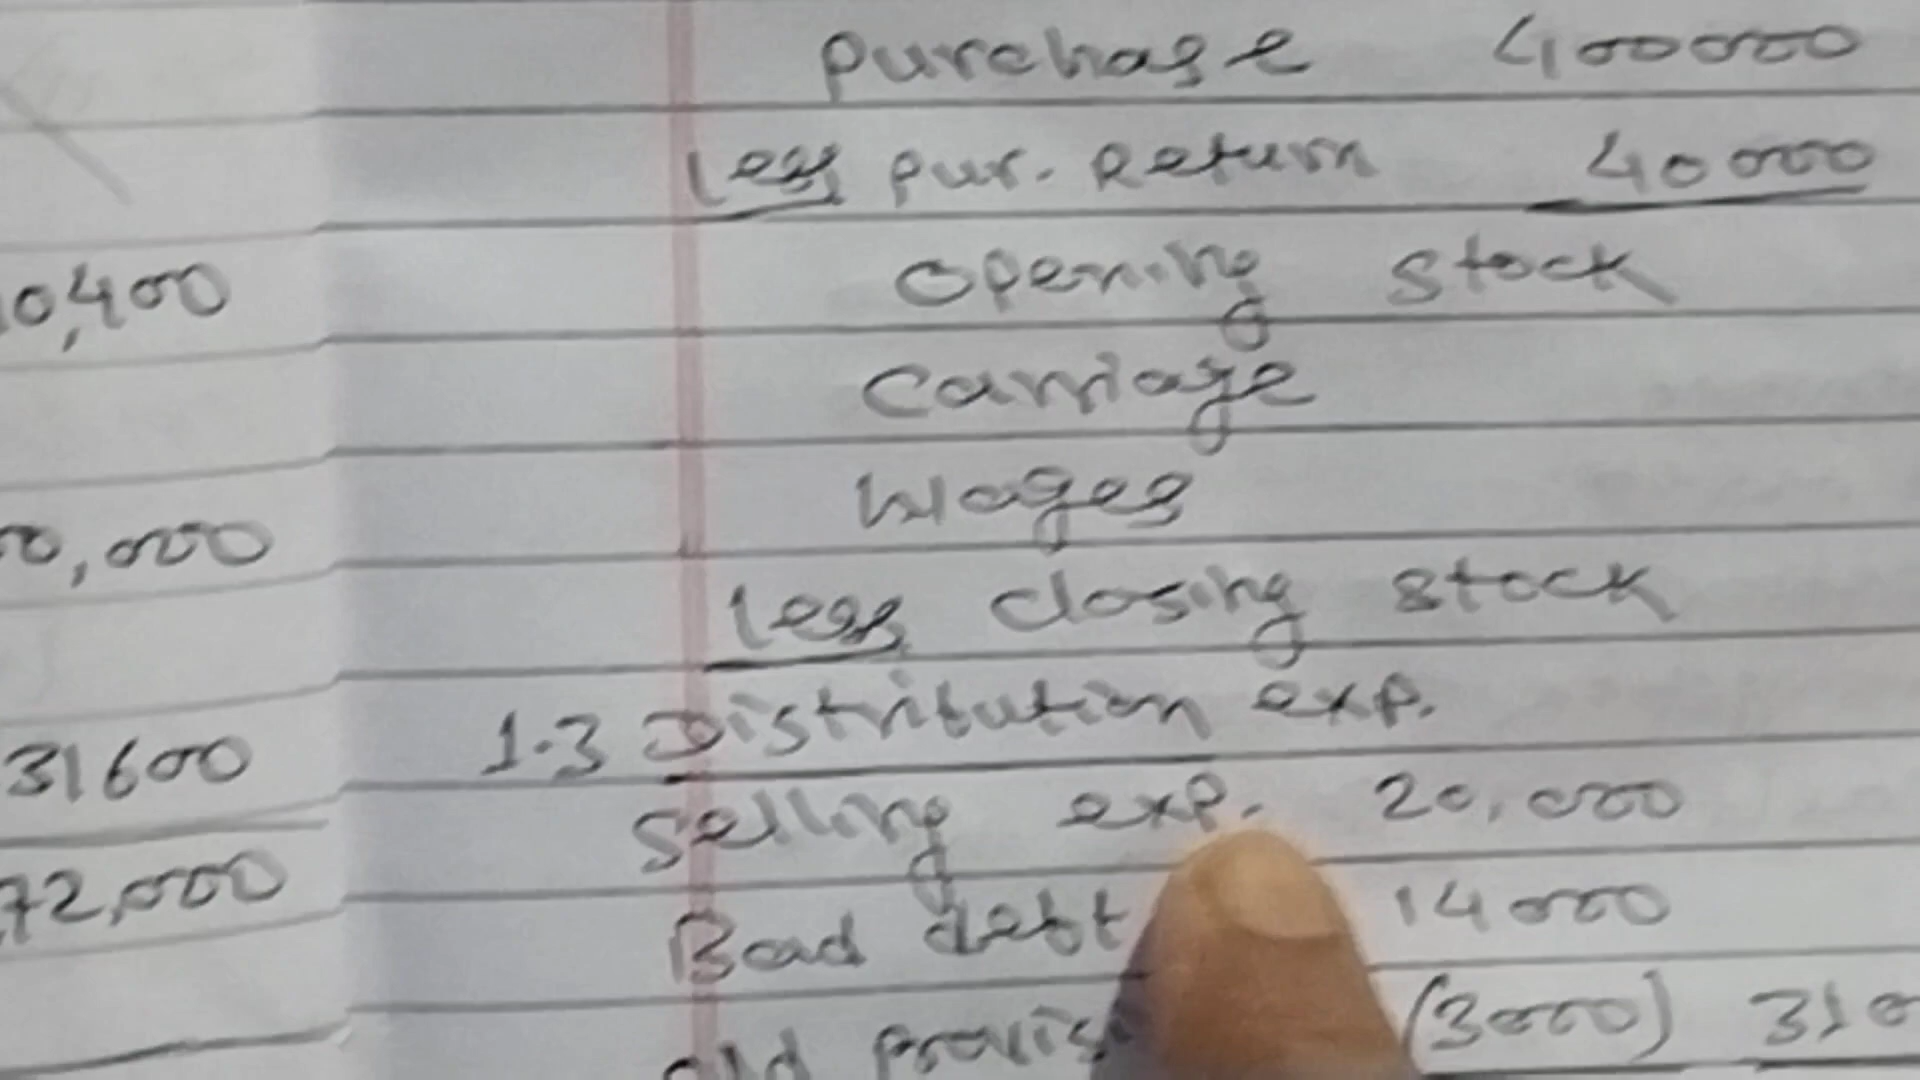 Purchase 400000
Less Pur. Return 40000
0,400 Opening Stock
Carriage
Wages
0,000
Less closing stock
1.3 Distribution exp.
31600
Selling exp. 20,000
72,000
Bad debt 14000
old (3000)